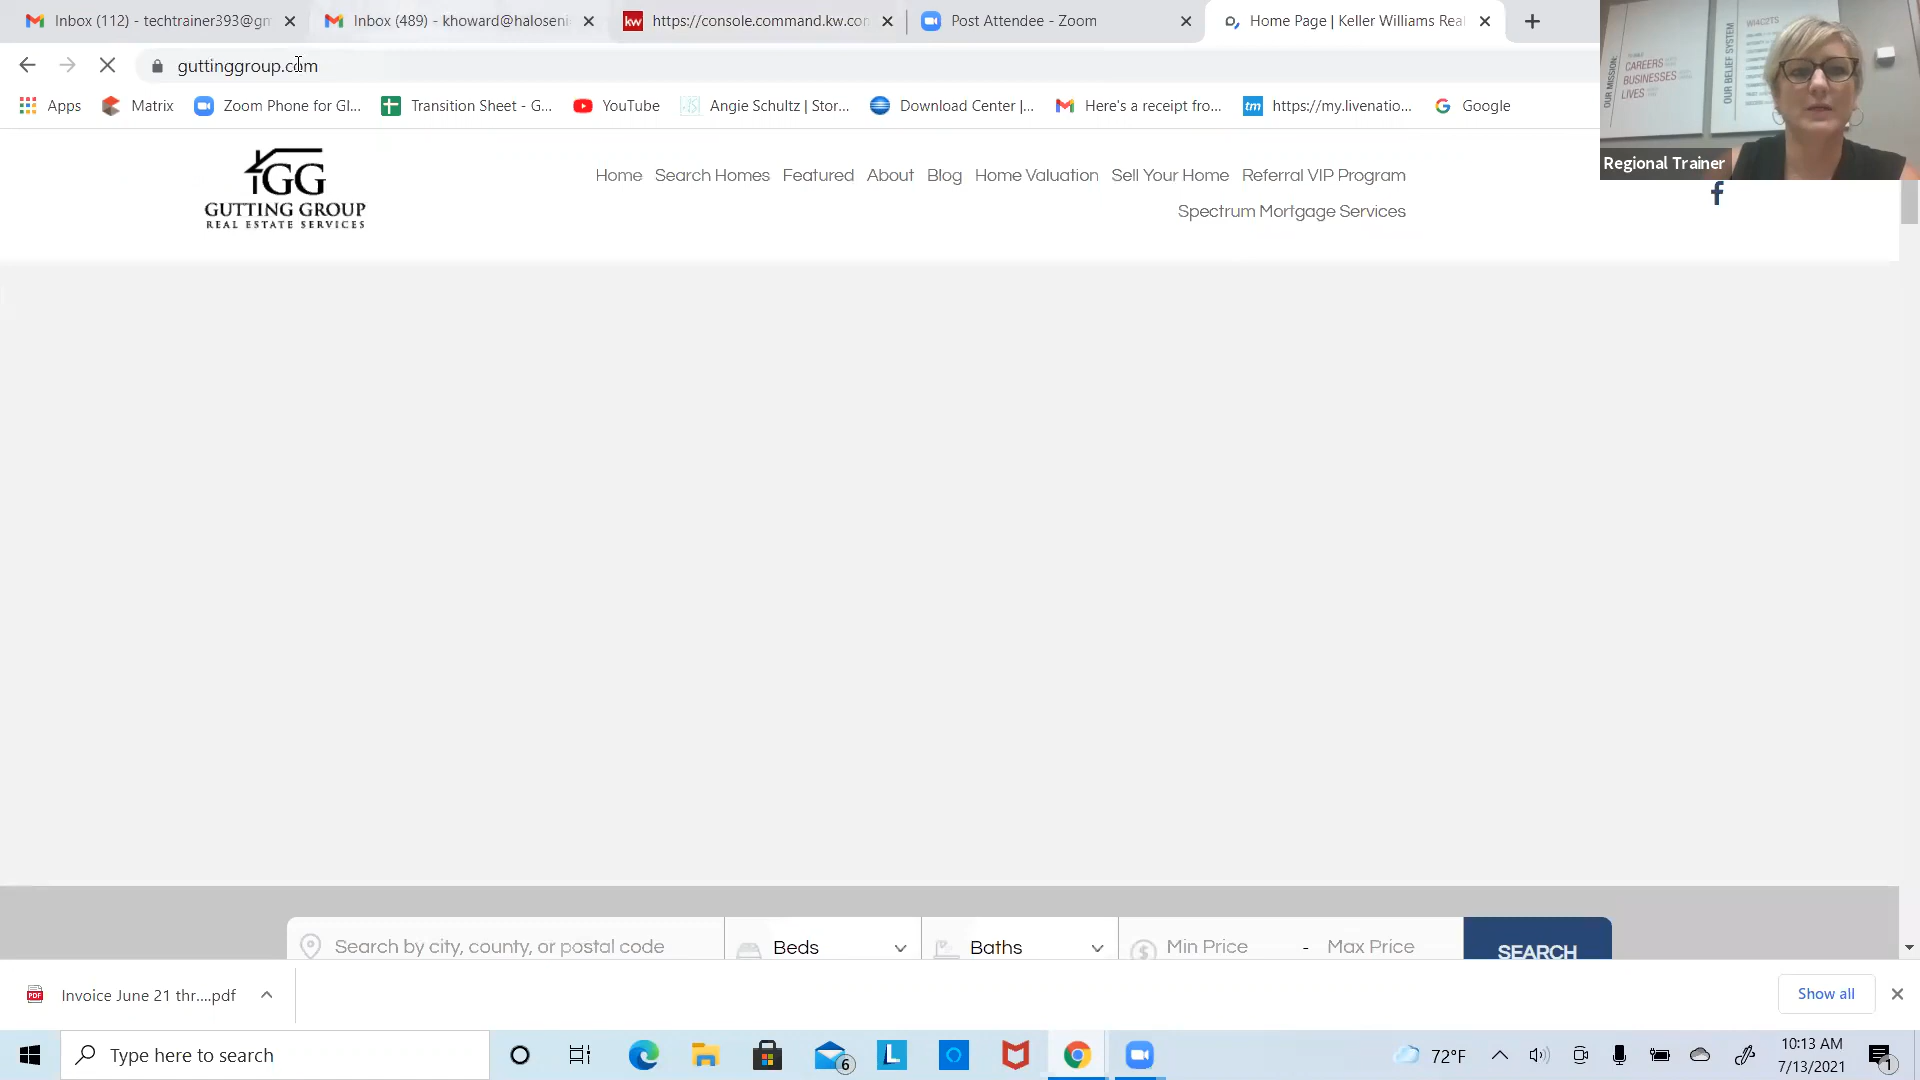 Inbox (112) - techtrainer393@gm
Inbox (489) - khoward@haloseni
https://console.command.kw.cor
Post Attendee - Zoom
Home Page | Keller Williams Real
guttinggroup.com
Apps
Matrix
Zoom Phone for Gl...
Transition Sheet - G...
YouTube
Angie Schultz | Stor...
Download Center |...
Here's a receipt fro...
https://my.livenatio...
Google
OUR MISSION:
CAREERS
BUSINESSES
LIVES
OUR BELIEF SYSTEM
WI4C2TS
Regional Trainer
GG
GUTTING GROUP
REAL ESTATE SERVICES
Home Search Homes Featured About Blog Home Valuation Sell Your Home Referral VIP Program
Spectrum Mortgage Services
Search by city, county, or postal code
Beds
Baths
Min Price - Max Price
SEARCH
Invoice June 21 thr....pdf
Show all
Type here to search
6
72°F
10:13 AM
7/13/2021
1